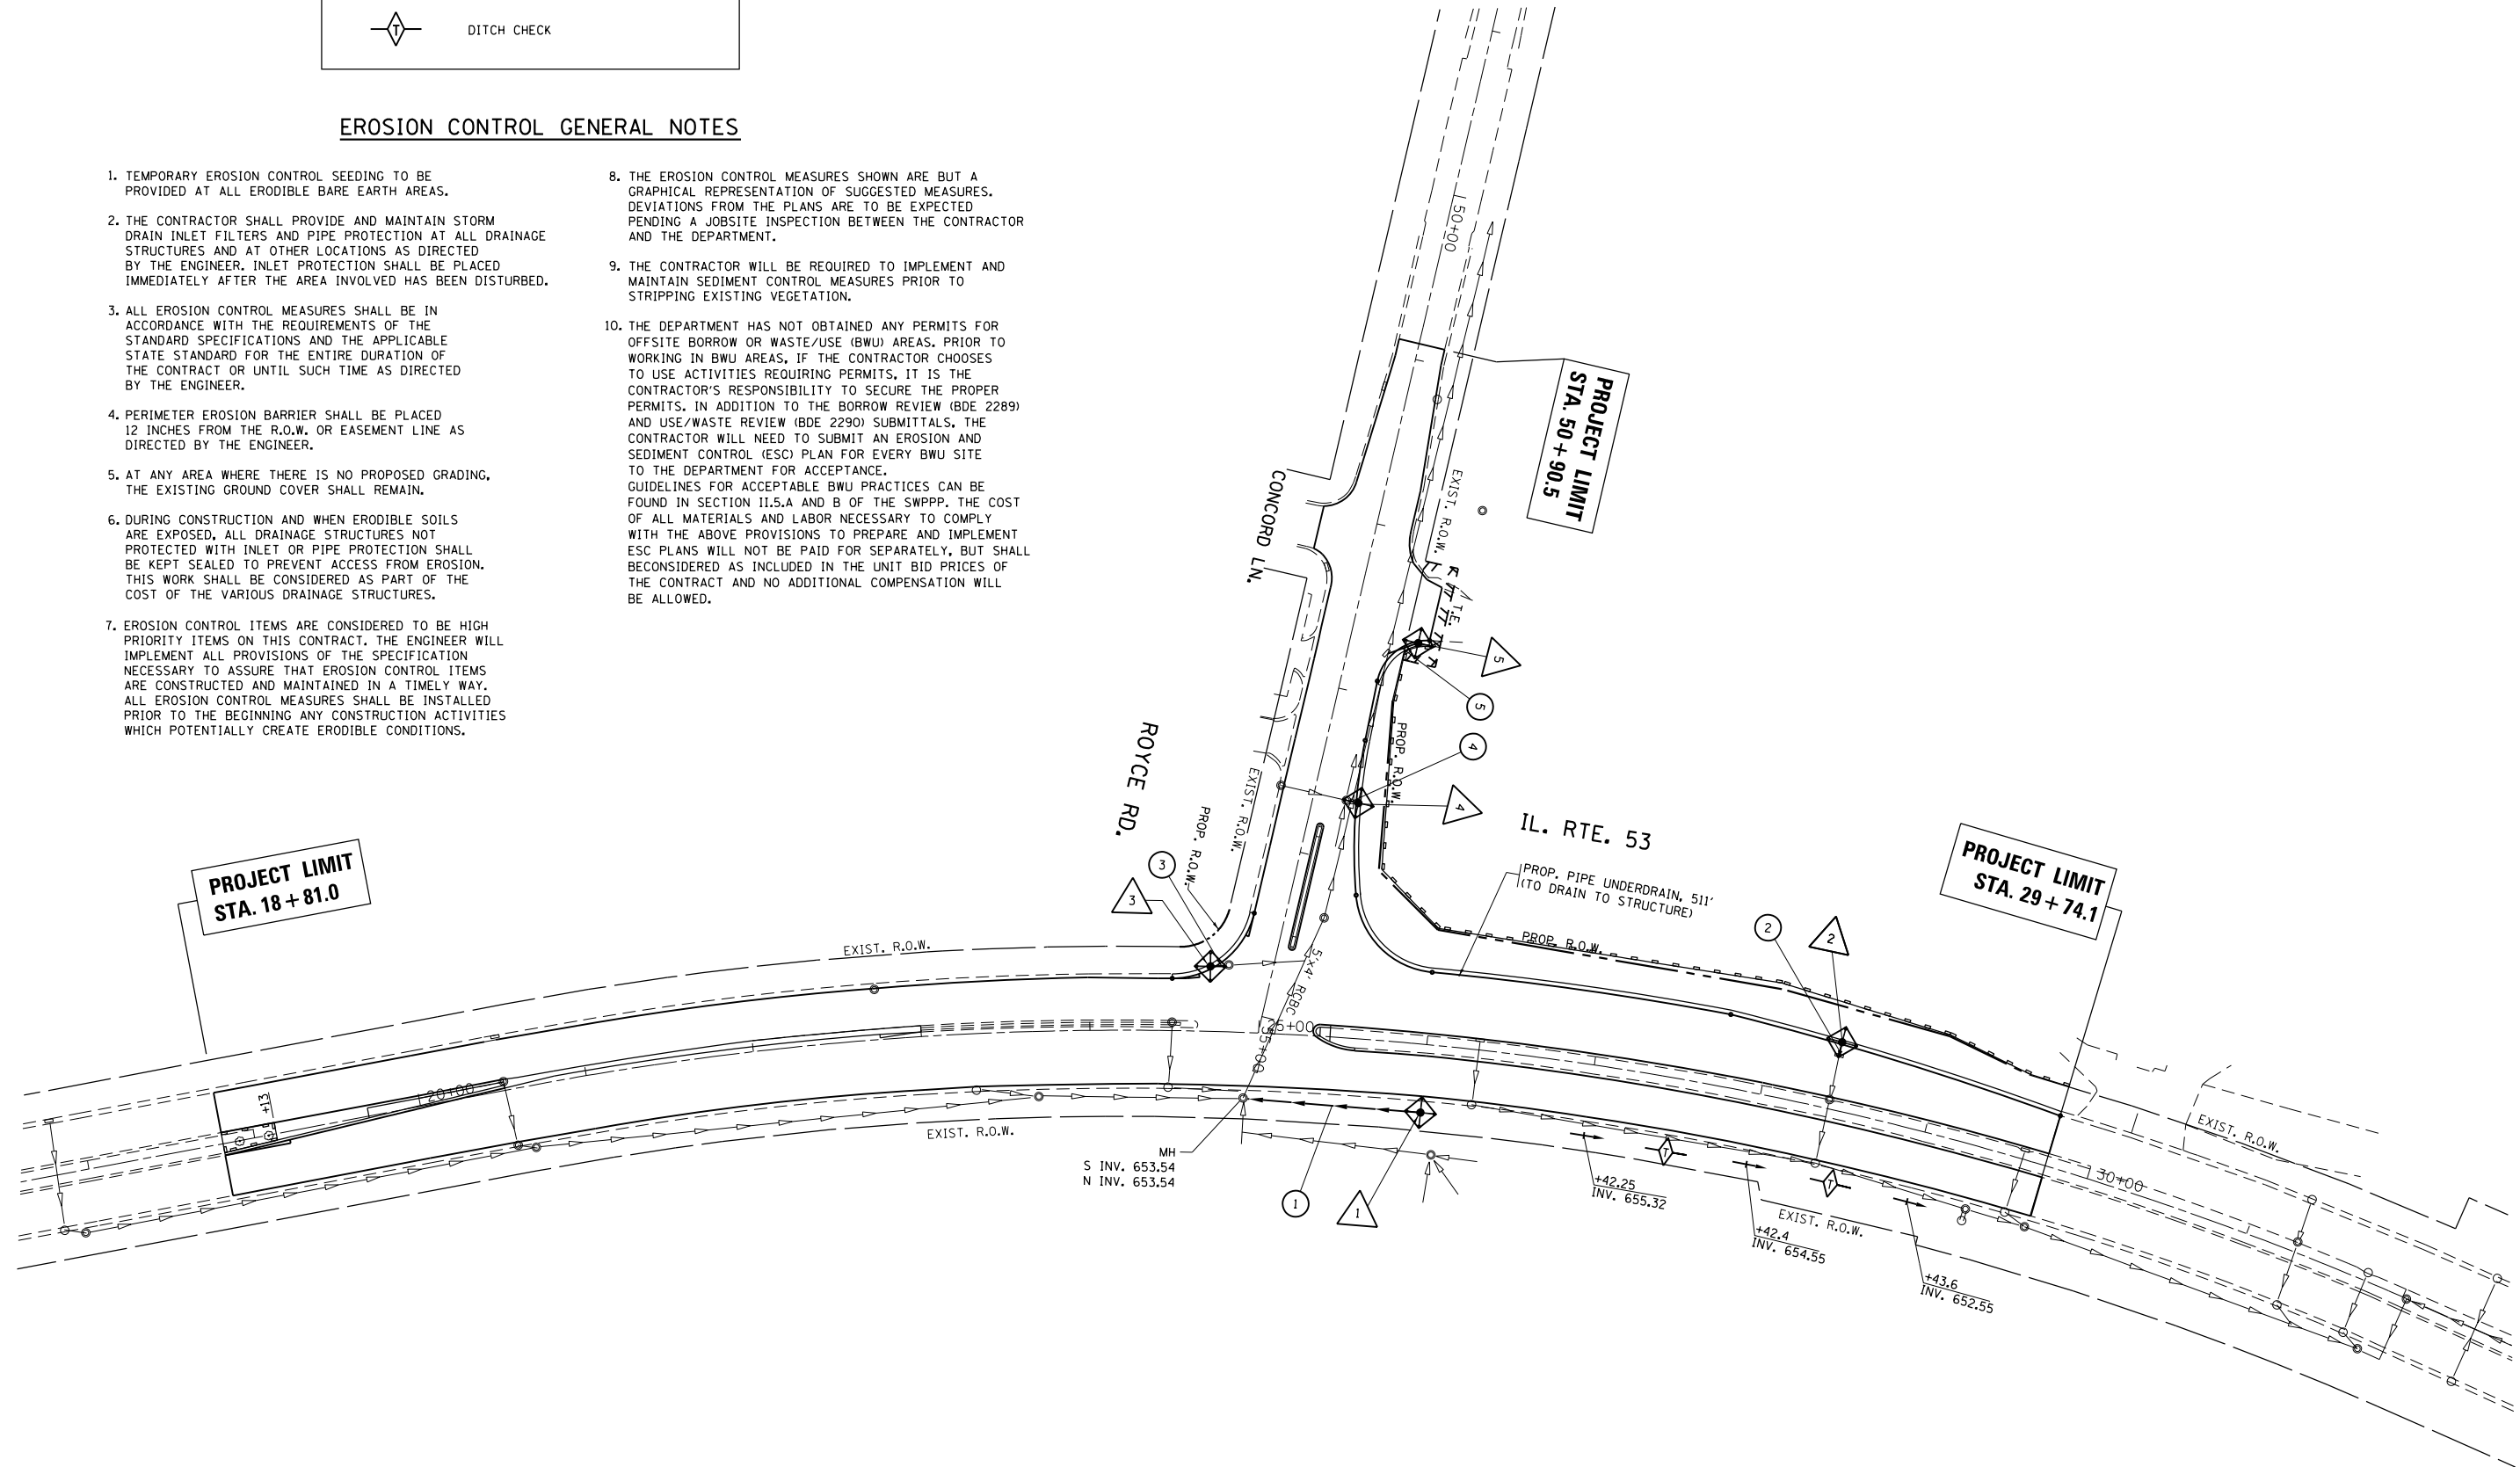 T
DITCH CHECK
EROSION CONTROL GENERAL NOTES
1. TEMPORARY EROSION CONTROL SEEDING TO BE
PROVIDED AT ALL ERODIBLE BARE EARTH AREAS.
2. THE CONTRACTOR SHALL PROVIDE AND MAINTAIN STORM
DRAIN INLET FILTERS AND PIPE PROTECTION AT ALL DRAINAGE
STRUCTURES AND AT OTHER LOCATIONS AS DIRECTED
BY THE ENGINEER. INLET PROTECTION SHALL BE PLACED
IMMEDIATELY AFTER THE AREA INVOLVED HAS BEEN DISTURBED.
3. ALL EROSION CONTROL MEASURES SHALL BE IN
ACCORDANCE WITH THE REQUIREMENTS OF THE
STANDARD SPECIFICATIONS AND THE APPLICABLE
STATE STANDARD FOR THE ENTIRE DURATION OF
THE CONTRACT OR UNTIL SUCH TIME AS DIRECTED
BY THE ENGINEER.
4. PERIMETER EROSION BARRIER SHALL BE PLACED
12 INCHES FROM THE R.O.W. OR EASEMENT LINE AS
DIRECTED BY THE ENGINEER.
5. AT ANY AREA WHERE THERE IS NO PROPOSED GRADING,
THE EXISTING GROUND COVER SHALL REMAIN.
6. DURING CONSTRUCTION AND WHEN ERODIBLE SOILS
ARE EXPOSED, ALL DRAINAGE STRUCTURES NOT
PROTECTED WITH INLET OR PIPE PROTECTION SHALL
BE KEPT SEALED TO PREVENT ACCESS FROM EROSION.
THIS WORK SHALL BE CONSIDERED AS PART OF THE
COST OF THE VARIOUS DRAINAGE STRUCTURES.
7. EROSION CONTROL ITEMS ARE CONSIDERED TO BE HIGH
PRIORITY ITEMS ON THIS CONTRACT. THE ENGINEER WILL
IMPLEMENT ALL PROVISIONS OF THE SPECIFICATION
NECESSARY TO ASSURE THAT EROSION CONTROL ITEMS
ARE CONSTRUCTED AND MAINTAINED IN A TIMELY WAY.
ALL EROSION CONTROL MEASURES SHALL BE INSTALLED
PRIOR TO THE BEGINNING ANY CONSTRUCTION ACTIVITIES
WHICH POTENTIALLY CREATE ERODIBLE CONDITIONS.
8. THE EROSION CONTROL MEASURES SHOWN ARE BUT A
GRAPHICAL REPRESENTATION OF SUGGESTED MEASURES.
DEVIATIONS FROM THE PLANS ARE TO BE EXPECTED
PENDING A JOBSITE INSPECTION BETWEEN THE CONTRACTOR
AND THE DEPARTMENT.
9. THE CONTRACTOR WILL BE REQUIRED TO IMPLEMENT AND
MAINTAIN SEDIMENT CONTROL MEASURES PRIOR TO
STRIPPING EXISTING VEGETATION.
10. THE DEPARTMENT HAS NOT OBTAINED ANY PERMITS FOR
OFFSITE BORROW OR WASTE/USE (BWU) AREAS. PRIOR TO
WORKING IN BWU AREAS, IF THE CONTRACTOR CHOOSES
TO USE ACTIVITIES REQUIRING PERMITS, IT IS THE
CONTRACTOR'S RESPONSIBILITY TO SECURE THE PROPER
PERMITS. IN ADDITION TO THE BORROW REVIEW (BDE 2289)
AND USE/WASTE REVIEW (BDE 2290) SUBMITTALS, THE
CONTRACTOR WILL NEED TO SUBMIT AN EROSION AND
SEDIMENT CONTROL (ESC) PLAN FOR EVERY BWU SITE
TO THE DEPARTMENT FOR ACCEPTANCE.
GUIDELINES FOR ACCEPTABLE BWU PRACTICES CAN BE
FOUND IN SECTION II.5.A AND B OF THE SWPPP. THE COST
OF ALL MATERIALS AND LABOR NECESSARY TO COMPLY
WITH THE ABOVE PROVISIONS TO PREPARE AND IMPLEMENT
ESC PLANS WILL NOT BE PAID FOR SEPARATELY, BUT SHALL
BECONSIDERED AS INCLUDED IN THE UNIT BID PRICES OF
THE CONTRACT AND NO ADDITIONAL COMPENSATION WILL
BE ALLOWED.
50+00
PROJECT LIMIT
STA. 50+90.5
EXIST. R.O.W.
CONCORD LN.
T.E.
5
5
4
4
PROP. R.O.W.
ROYCE RD.
EXIST. R.O.W.
PROP. R.O.W.
3
3
IL. RTE. 53
PROP. PIPE UNDERDRAIN, 511'
(TO DRAIN TO STRUCTURE)
PROJECT LIMIT
STA. 18+81.0
PROJECT LIMIT
STA. 29+74.1
2
2
EXIST. R.O.W.
PROP. R.O.W.
5'x4' RCBC
25+00
+13
20+00
EXIST. R.O.W.
MH
S INV. 653.54
N INV. 653.54
1
1
T
T
+42.25
INV. 655.32
+42.4
INV. 654.55
EXIST. R.O.W.
+43.6
INV. 652.55
30+00
EXIST. R.O.W.